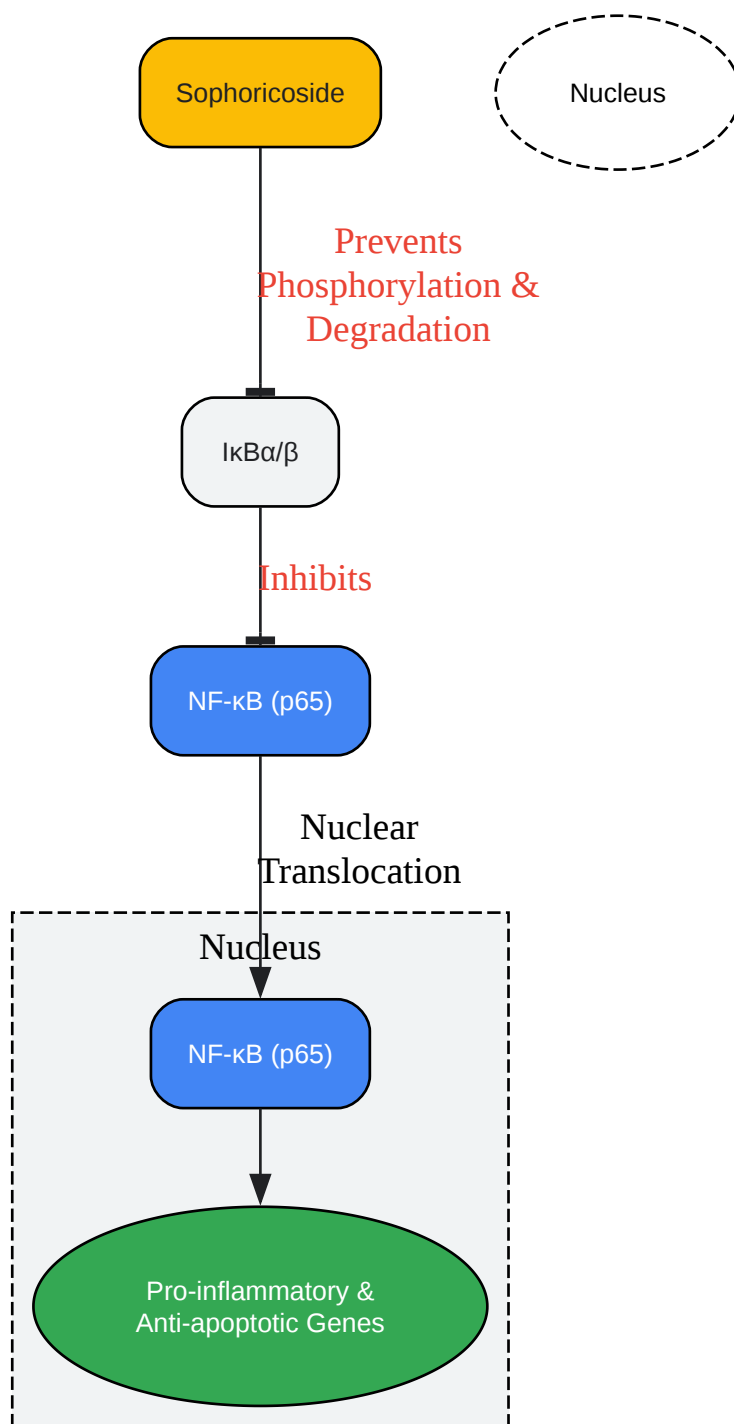 Sophoricoside
Nucleus
Prevents
Phosphorylation &
Degradation
IκBα/β
Inhibits
NF-κB (p65)
Nuclear
Translocation
Nucleus
NF-κB (p65)
Pro-inflammatory &
Anti-apoptotic Genes